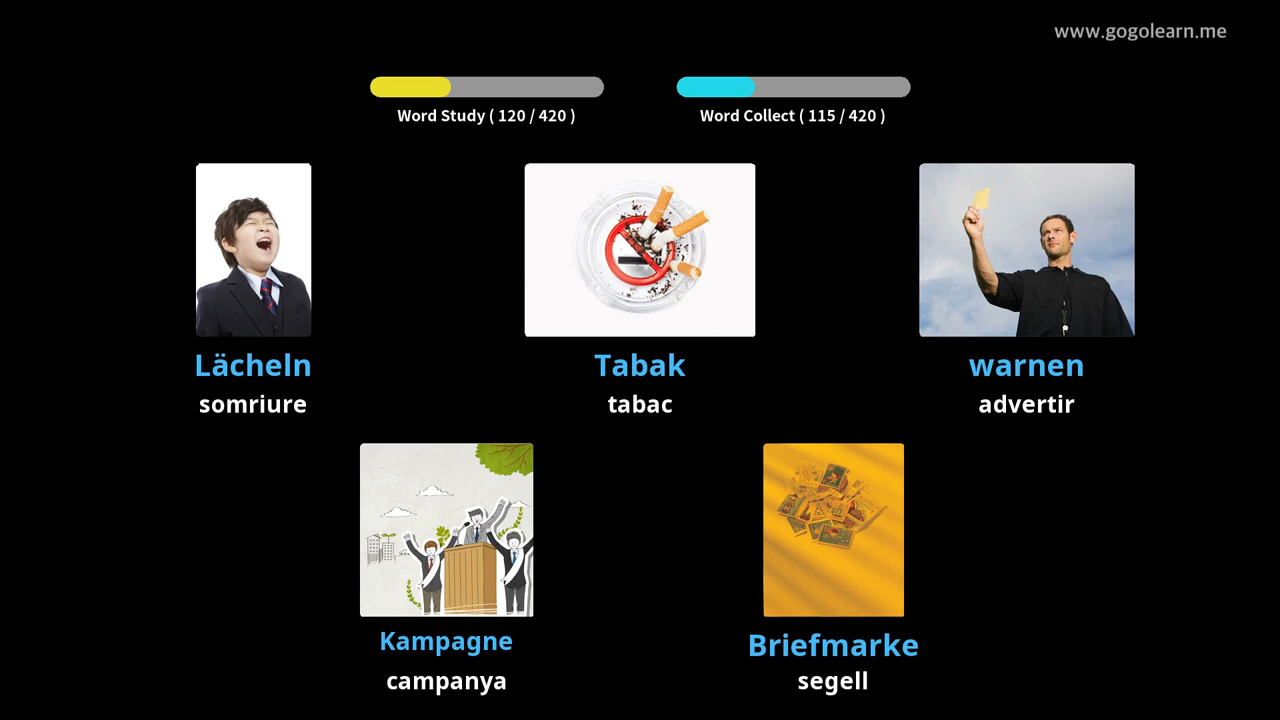 www.gogolearn.me
Word Study ( 120 / 420 )
Word Collect ( 115 / 420 )
Lächeln
somriure
Tabak
tabac
warnen
advertir
Kampagne
campanya
Briefmarke
segell